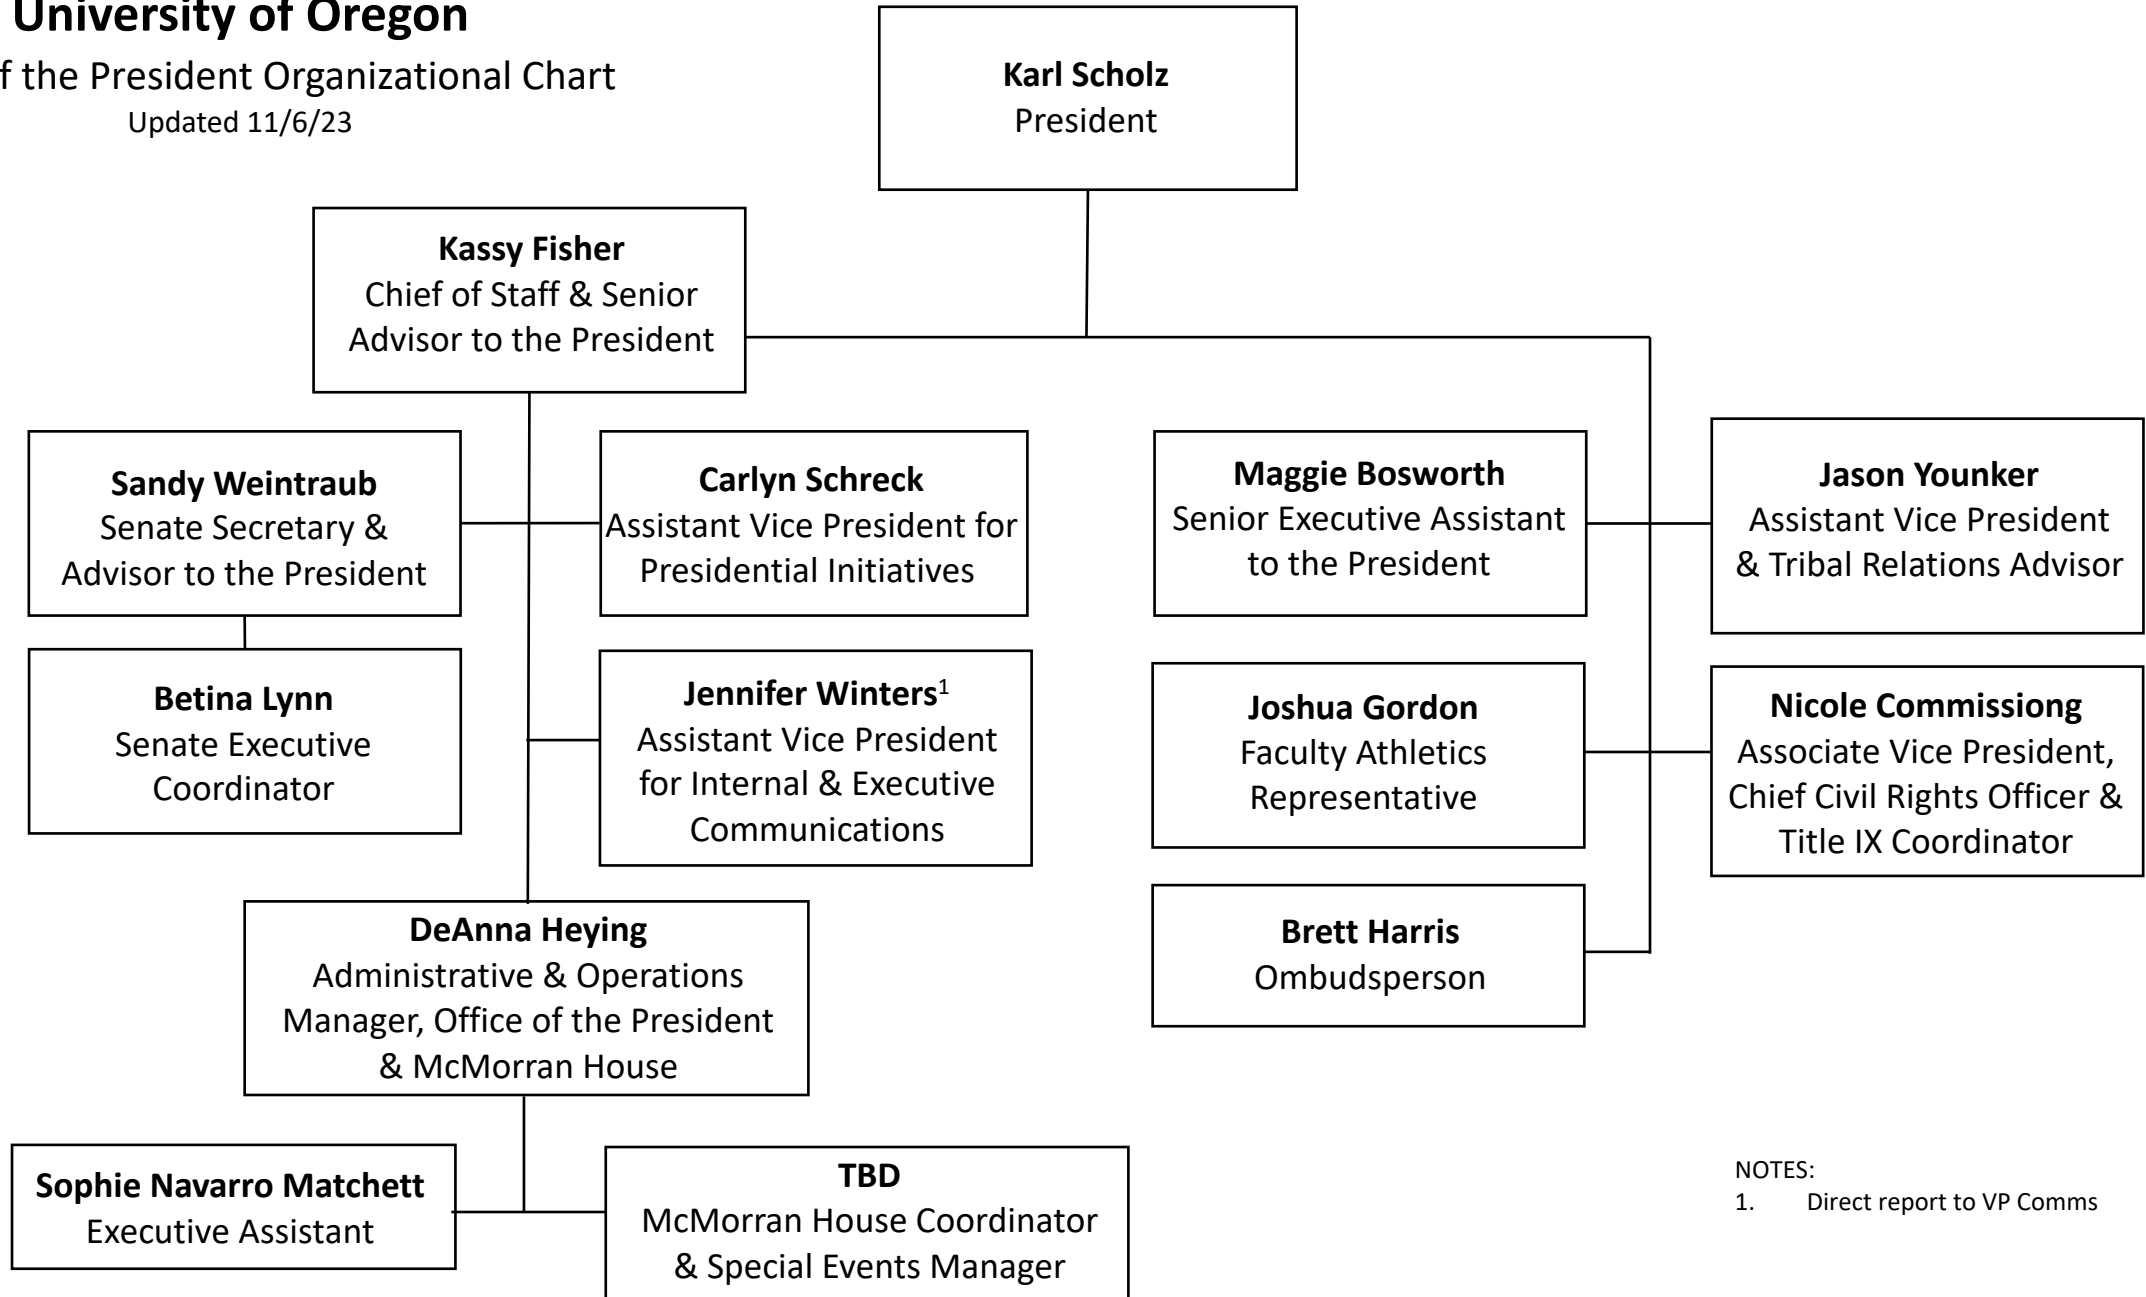 University of Oregon
f the President Organizational Chart
Updated 11/6/23
Karl Scholz
President
Kassy Fisher
Chief of Staff & Senior
Advisor to the President
Sandy Weintraub
Senate Secretary &
Advisor to the President
Carlyn Schreck
Assistant Vice President for
Presidential Initiatives
Maggie Bosworth
Senior Executive Assistant
to the President
Jason Younker
Assistant Vice President
& Tribal Relations Advisor
Betina Lynn
Senate Executive
Coordinator
Jennifer Winters¹
Assistant Vice President
for Internal & Executive
Communications
Joshua Gordon
Faculty Athletics
Representative
Nicole Commissiong
Associate Vice President,
Chief Civil Rights Officer &
Title IX Coordinator
DeAnna Heying
Administrative & Operations
Manager, Office of the President
& McMorran House
Brett Harris
Ombudsperson
Sophie Navarro Matchett
Executive Assistant
TBD
McMorran House Coordinator
& Special Events Manager
NOTES:
1. Direct report to VP Comms